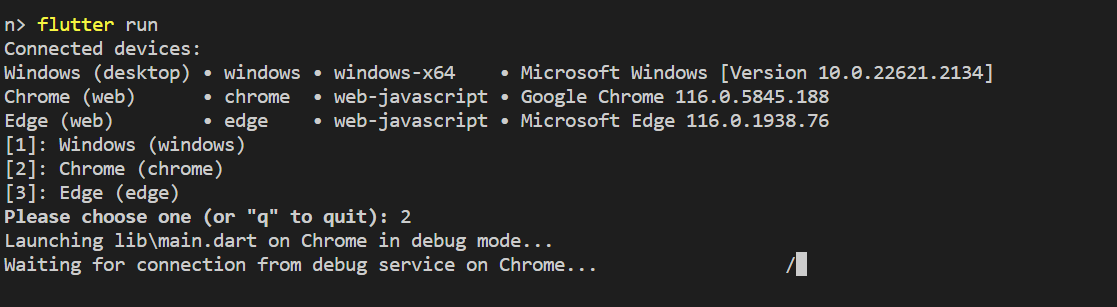 n> flutter run
Connected devices:
Windows (desktop) • windows • windows-x64    • Microsoft Windows [Version 10.0.22621.2134]
Chrome (web)      • chrome  • web-javascript • Google Chrome 116.0.5845.188
Edge (web)        • edge    • web-javascript • Microsoft Edge 116.0.1938.76
[1]: Windows (windows)
[2]: Chrome (chrome)
[3]: Edge (edge)
Please choose one (or "q" to quit): 2
Launching lib\main.dart on Chrome in debug mode...
Waiting for connection from debug service on Chrome...                 /